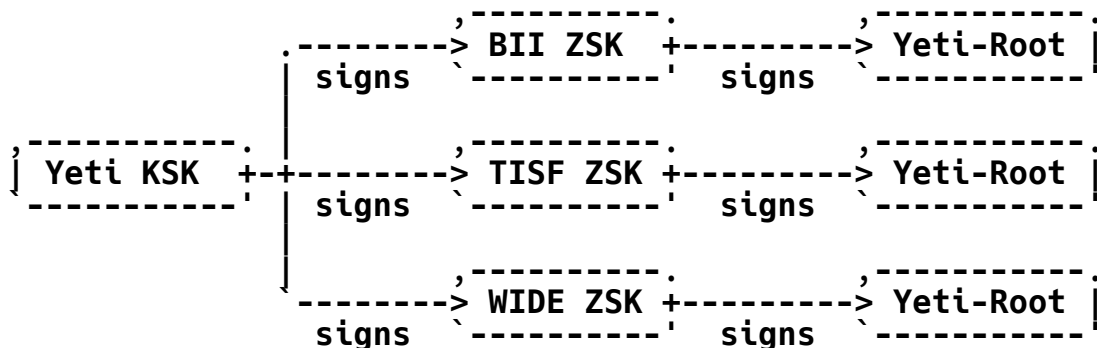 BII ZSK Yeti-Root
signs signs
Yeti KSK TISF ZSK Yeti-Root
signs signs
WIDE ZSK Yeti-Root
signs signs